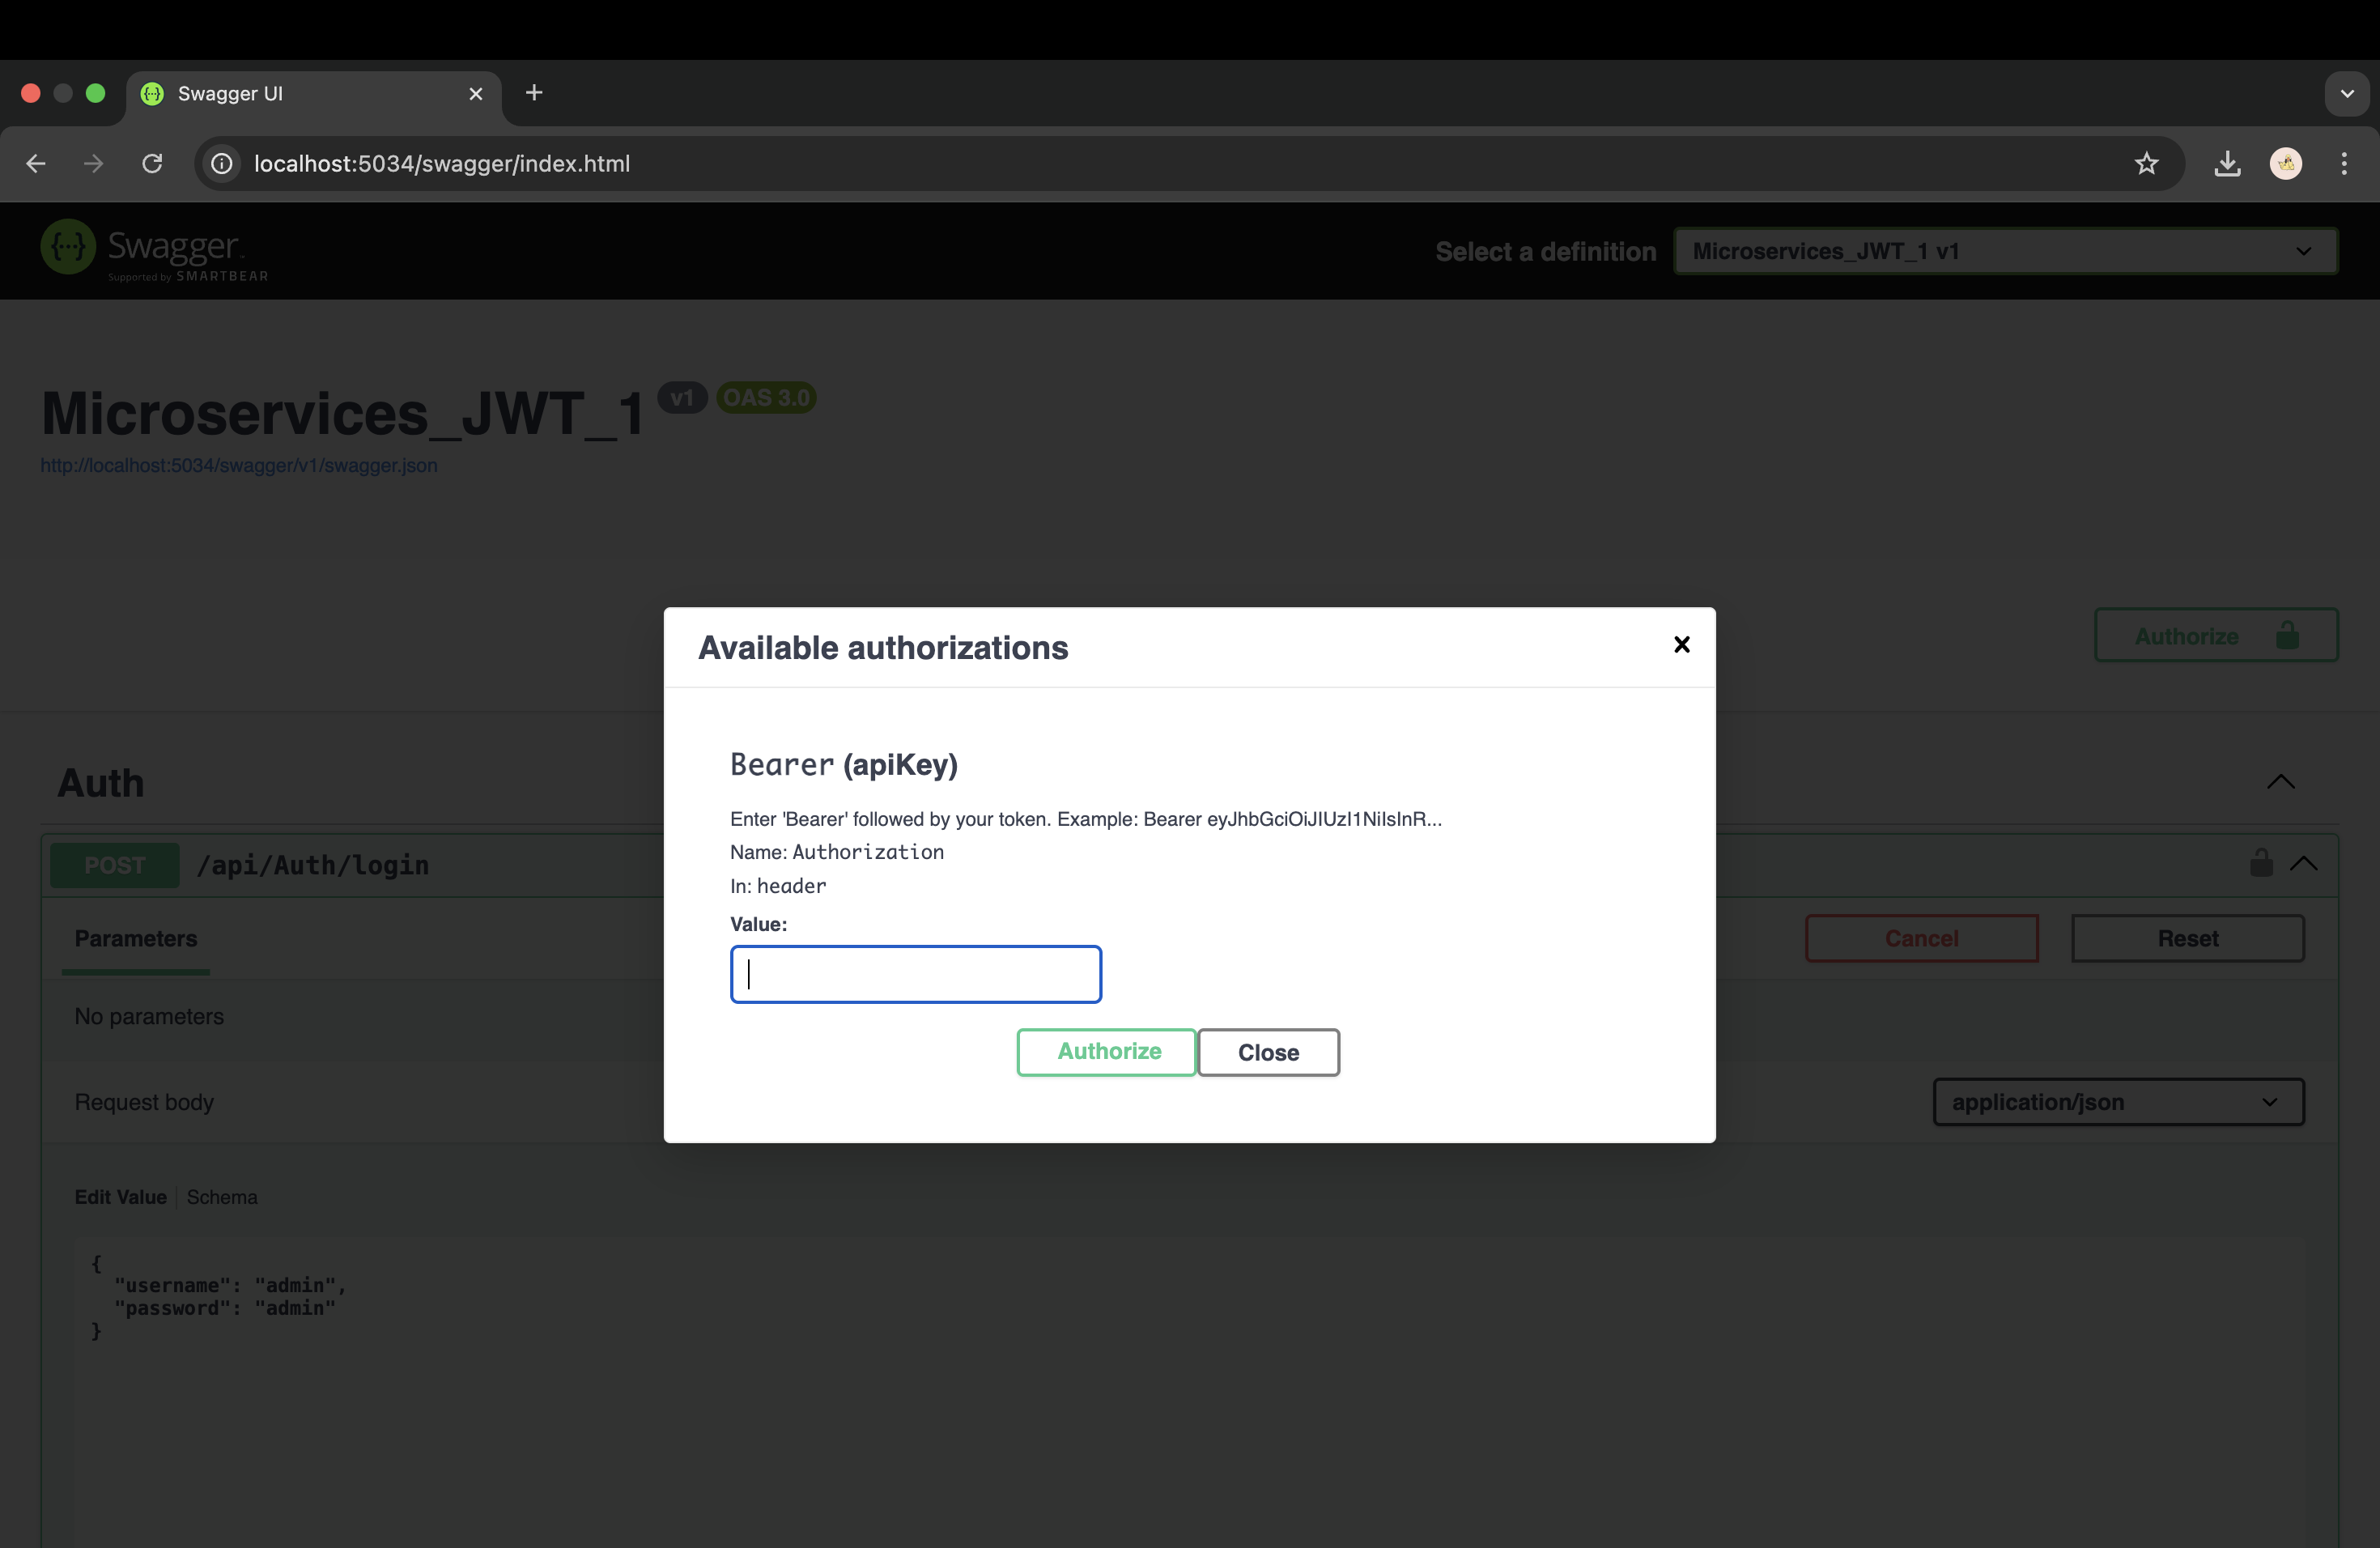 Swagger UI
localhost:5034/swagger/index.html
Swagger
Supported by SMARTBEAR
Select a definition
Microservices_JWT_1 v1
Microservices_JWT_1 v1 OAS 3.0
http://localhost:5034/swagger/v1/swagger.json
Authorize
Available authorizations
Bearer (apiKey)
Enter 'Bearer' followed by your token. Example: Bearer eyJhbGciOiJIUzI1NiIsInR...
Name: Authorization
In: header
Value:
Authorize
Close
Auth
POST /api/Auth/login
Parameters
Cancel
Reset
No parameters
Request body
application/json
Edit Value
Schema
{
"username": "admin",
"password": "admin"
}